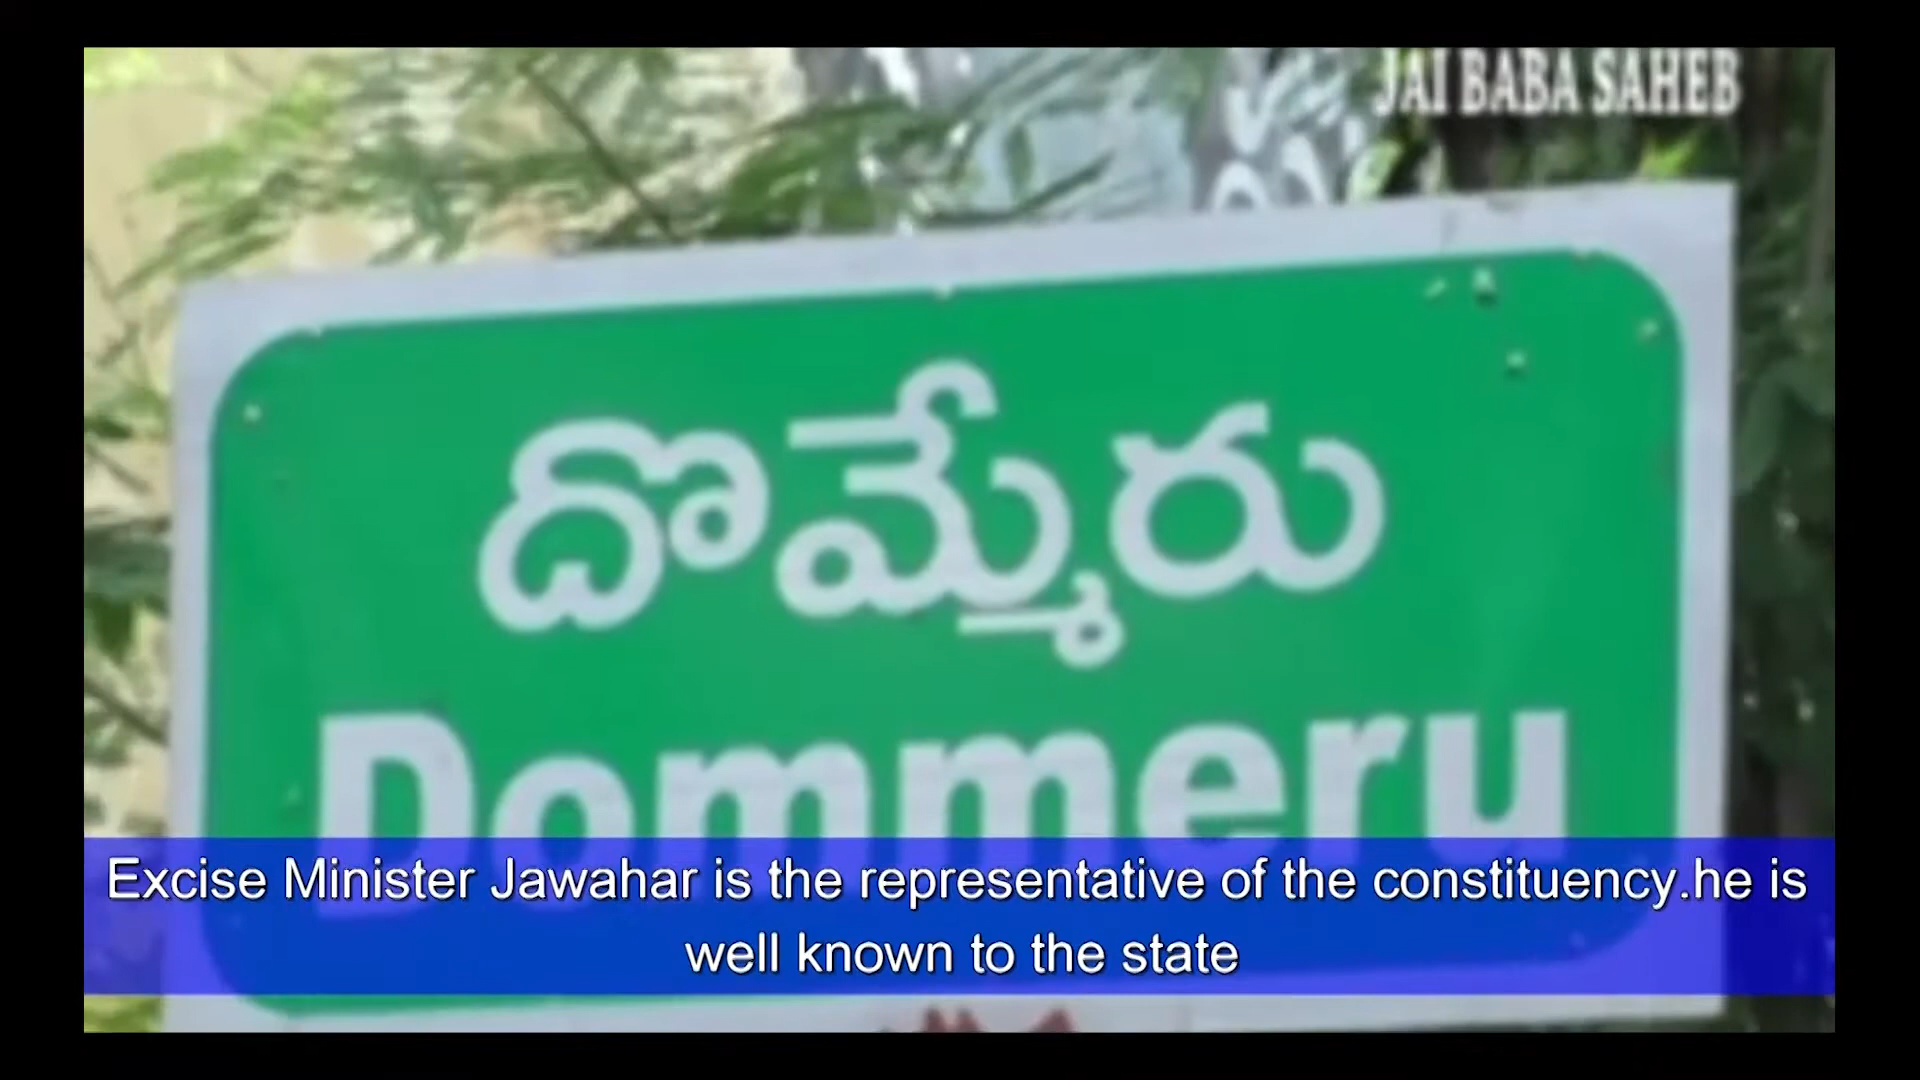 JAI BABA SAHEB
దొమ్మేరు
Dommeru
Excise Minister Jawahar is the representative of the constituency.he is
well known to the state